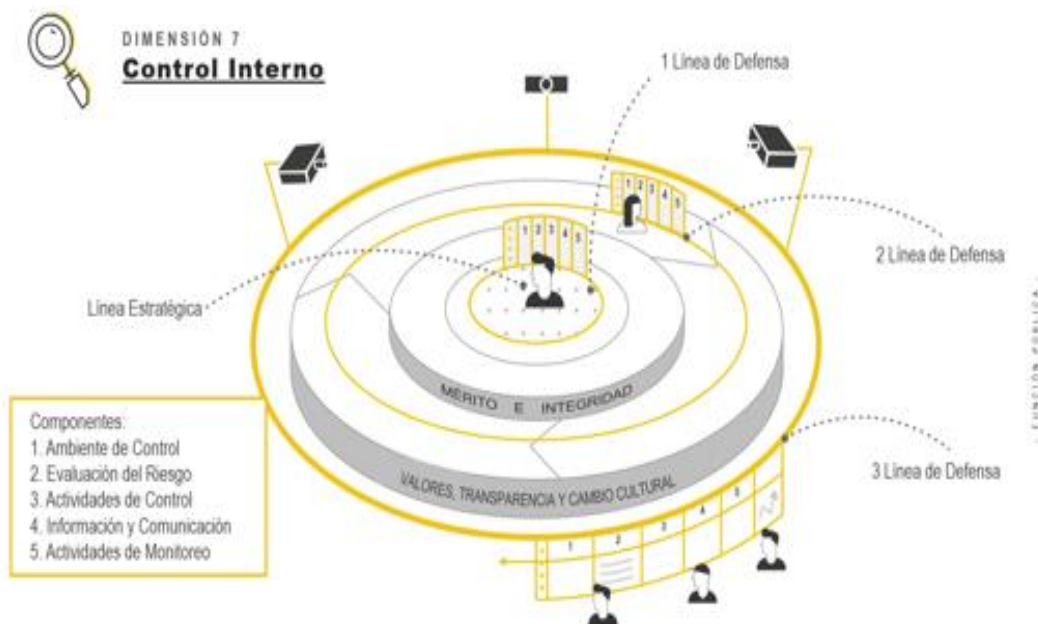 DIMENSIÓN 7
Control Interno
1 Línea de Defensa
1 2 3 4 5
1 2 3 4 5
2 Línea de Defensa
Línea Estratégica
MÉRITO E INTEGRIDAD
VALORES, TRANSPARENCIA Y CAMBIO CULTURAL
3 Línea de Defensa
Componentes:
1. Ambiente de Control
2. Evaluación del Riesgo
3. Actividades de Control
4. Información y Comunicación
5. Actividades de Monitoreo
1 2 3 4 5
FUNCIÓN PÚBLICA